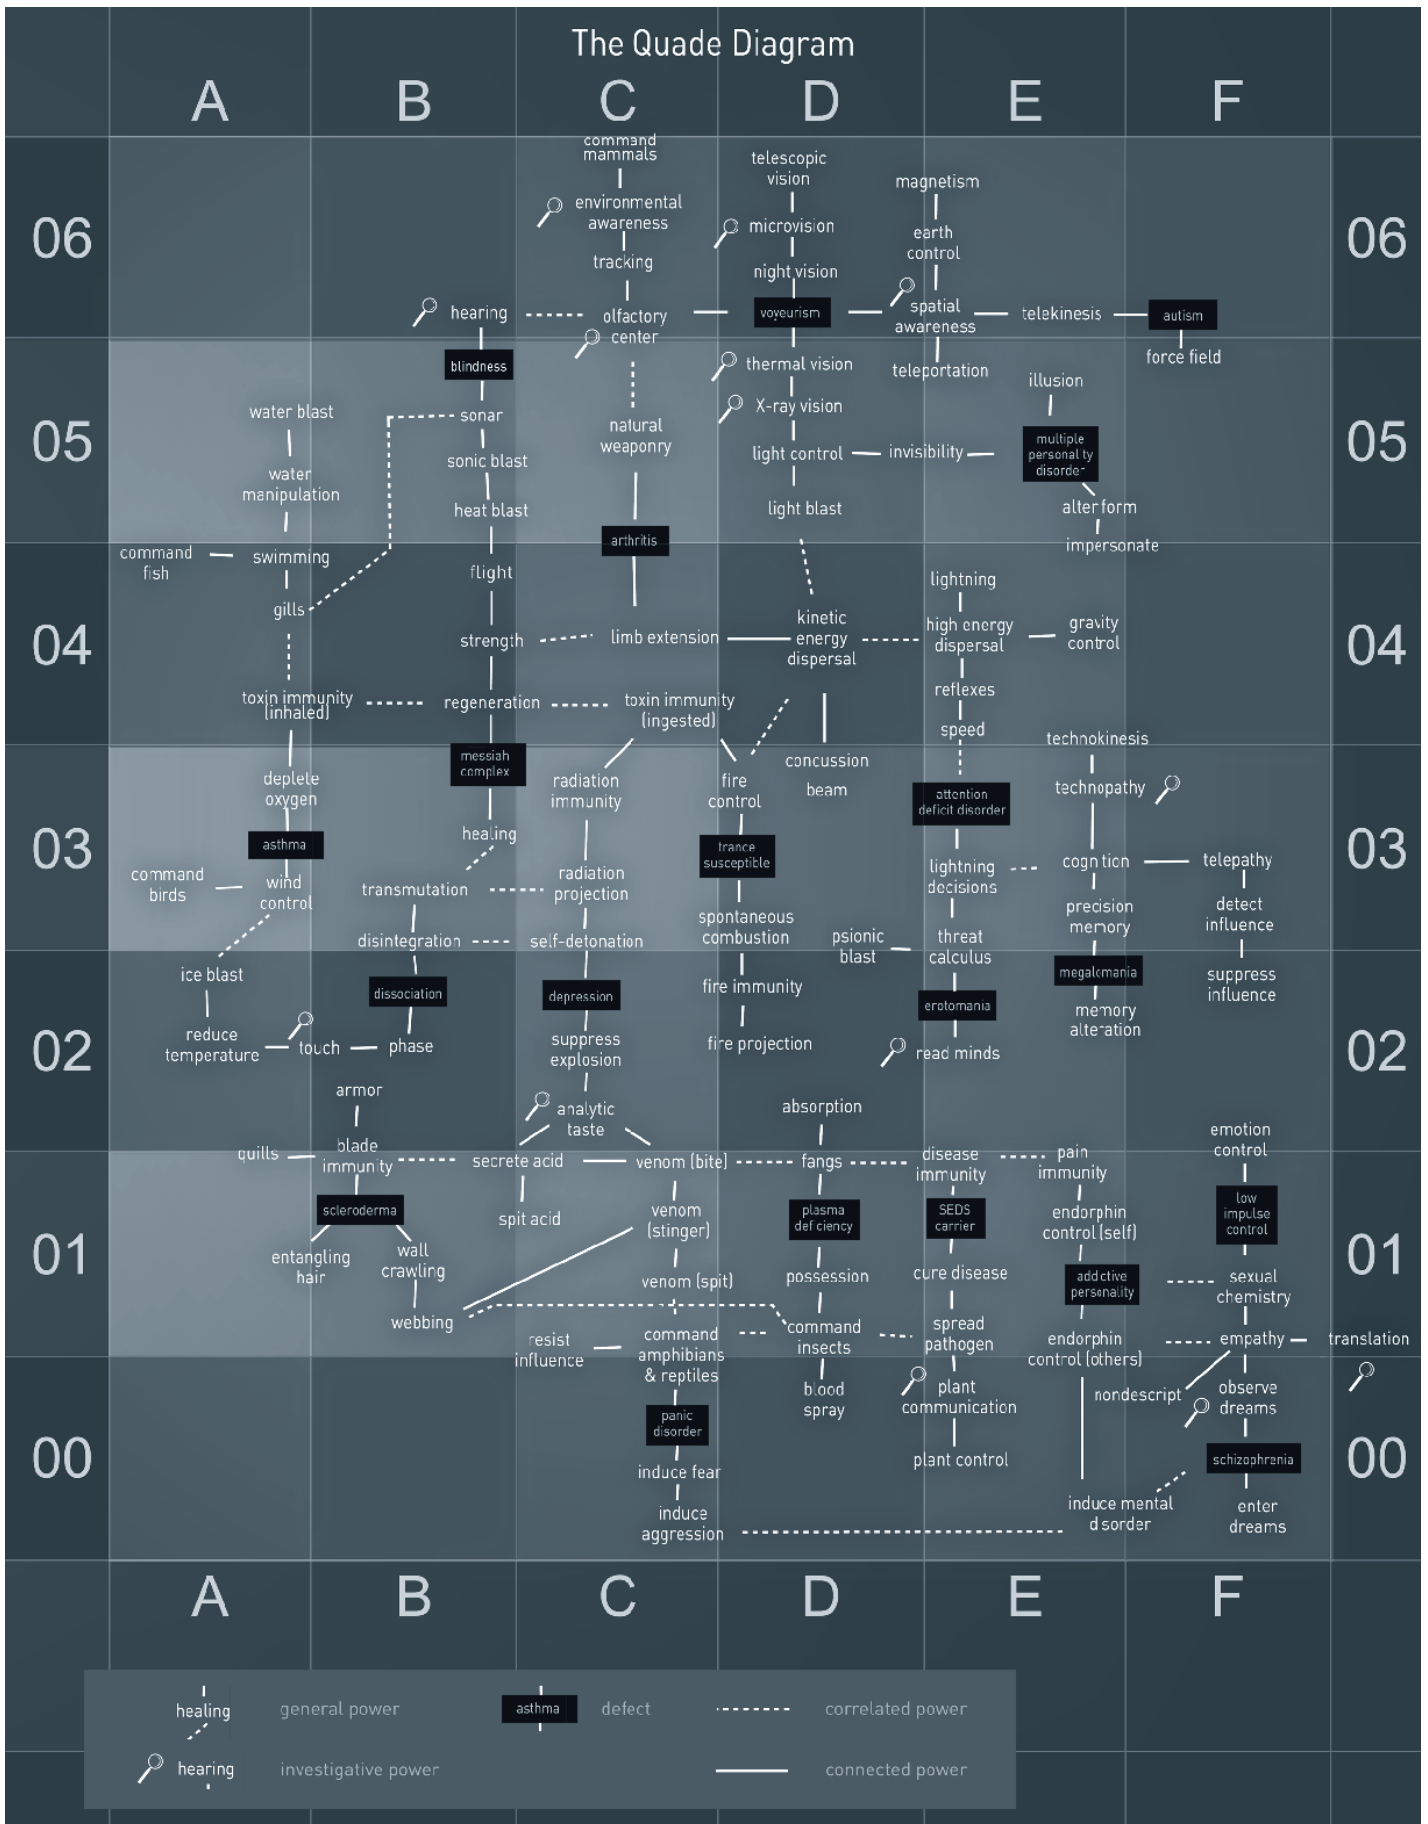 The Quade Diagram
A
B
C
D
E
F
06
command
mammals
environmental
awareness
tracking
hearing
olfactory
center
telescopic
vision
microvision
night vision
voyeurism
magnetism
earth
control
spatial
awareness
telekinesis
autism
force field
06
05
water blast
water
manipulation
blindness
sonar
sonic blast
heat blast
natural
weaponry
arthritis
thermal vision
X-ray vision
light control
light blast
teleportation
invisibility
illusion
multiple
personality
disorder
alter form
impersonate
05
04
command
fish
swimming
gills
toxin immunity
(inhaled)
flight
strength
regeneration
limb extension
toxin immunity
(ingested)
kinetic
energy
dispersal
lightning
high energy
dispersal
gravity
control
reflexes
speed
technokinesis
04
03
deplete
oxygen
asthma
command
birds
wind
control
messiah
complex
healing
transmutation
disintegration
radiation
immunity
radiation
projection
self-detonation
fire
control
trance
susceptible
spontaneous
combustion
concussion
beam
attention
deficit disorder
lightning
decisions
psionic
blast
threat
calculus
technopathy
cognition
precision
memory
telepathy
detect
influence
03
02
ice blast
reduce
temperature
touch
dissociation
phase
armor
depression
suppress
explosion
analytic
taste
fire immunity
fire projection
absorption
erotomania
read minds
megalomania
memory
alteration
suppress
influence
emotion
control
02
01
quills
blade
immunity
scleroderma
entangling
hair
wall
crawling
webbing
secrete acid
spit acid
venom (bite)
venom
(stinger)
venom (spit)
resist
influence
command
amphibians
& reptiles
fangs
plasma
deficiency
possession
command
insects
disease
immunity
SEDS
carrier
cure disease
spread
pathogen
pain
immunity
endorphin
control (self)
addictive
personality
endorphin
control (others)
low
impulse
control
sexual
chemistry
empathy
translation
01
00
panic
disorder
induce fear
induce
aggression
blood
spray
plant
communication
plant control
nondescript
observe
dreams
schizophrenia
induce mental
disorder
enter
dreams
00
A
B
C
D
E
F
healing
general power
asthma
defect
correlated power
hearing
investigative power
connected power